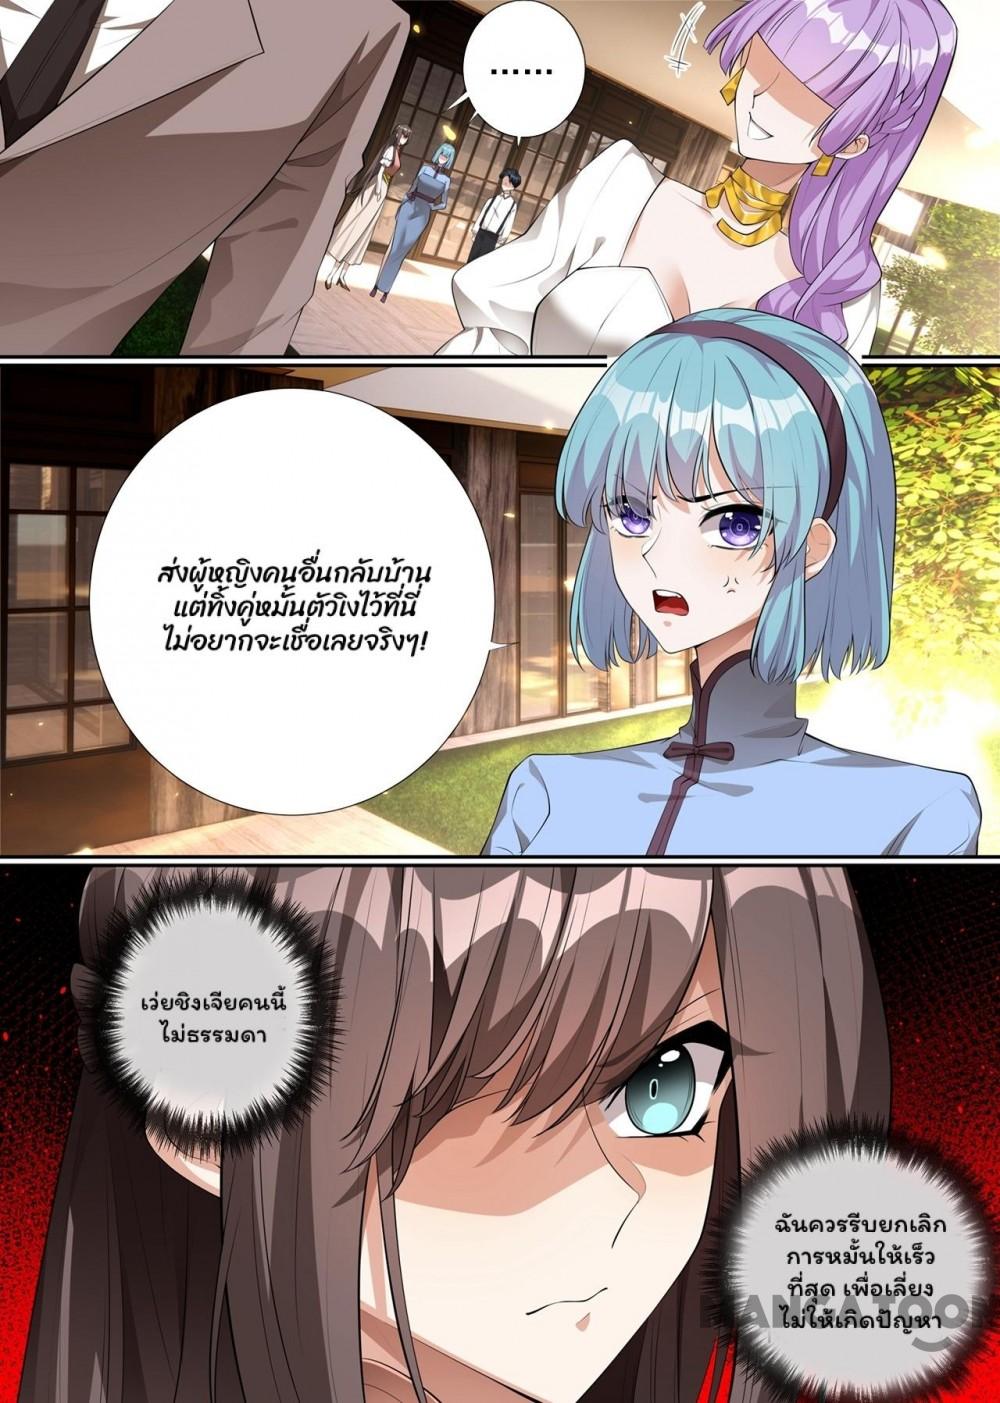 ......
ส่งผู้หญิงคนอื่นกลับบ้าน
แต่ทิ้งคู่หมั้นตัวเงไว้ที่นี่
ไม่อยากจะเชื่อเลยจริงๆ!
เว่ยชิงเจียคนนี้
ไม่ธรรมดา
ฉันควรรีบยกเลิก
การหมั้นให้เร็ว
ที่สุด เพื่อเลี่ยง
ไม่ให้เกิดปัญหา
MANGATOON